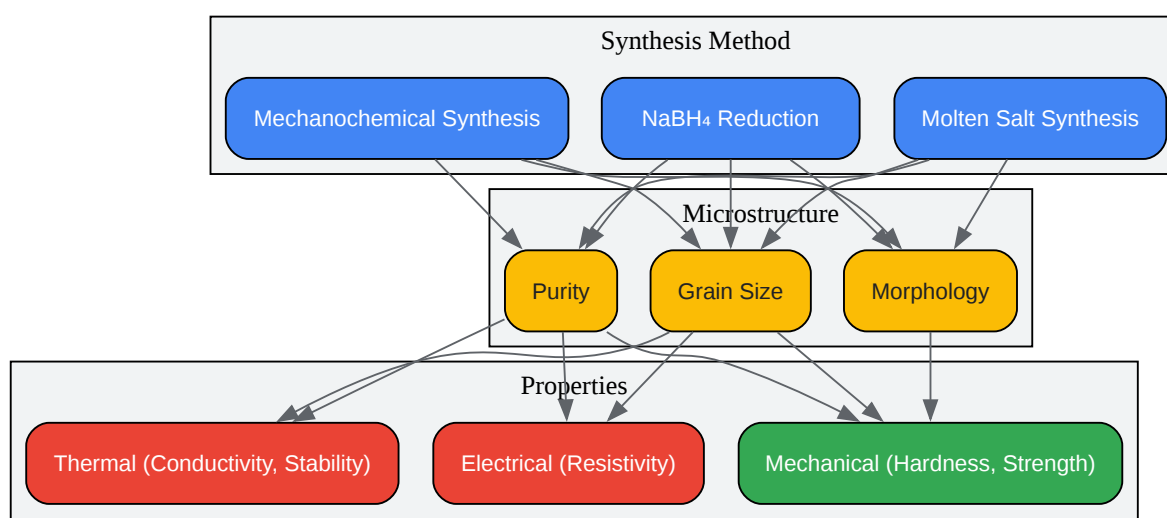 Synthesis Method
Mechanochemical Synthesis
NaBH₄ Reduction
Molten Salt Synthesis
Microstructure
Purity
Grain Size
Morphology
Properties
Thermal (Conductivity, Stability)
Electrical (Resistivity)
Mechanical (Hardness, Strength)